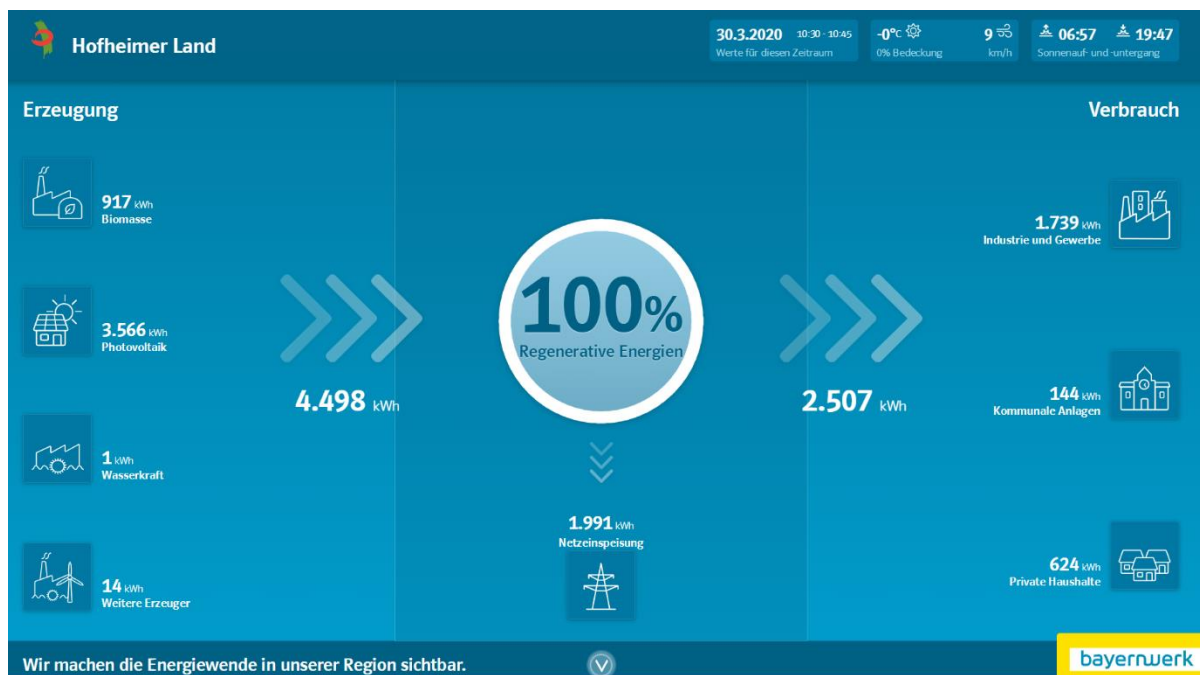 Hofheimer Land
30.3.2020 10:30 - 10:45
Werte für diesen Zeitraum
-0°C
0% Bedeckung
9
km/h
06:57 19:47
Sonnenauf- und -untergang
Erzeugung
917 kWh
Biomasse
3.566 kWh
Photovoltaik
1 kWh
Wasserkraft
14 kWh
Weitere Erzeuger
4.498 kWh
100%
Regenerative Energien
1.991 kWh
Netzeinspeisung
2.507 kWh
Verbrauch
1.739 kWh
Industrie und Gewerbe
144 kWh
Kommunale Anlagen
624 kWh
Private Haushalte
Wir machen die Energiewende in unserer Region sichtbar.
bayernwerk